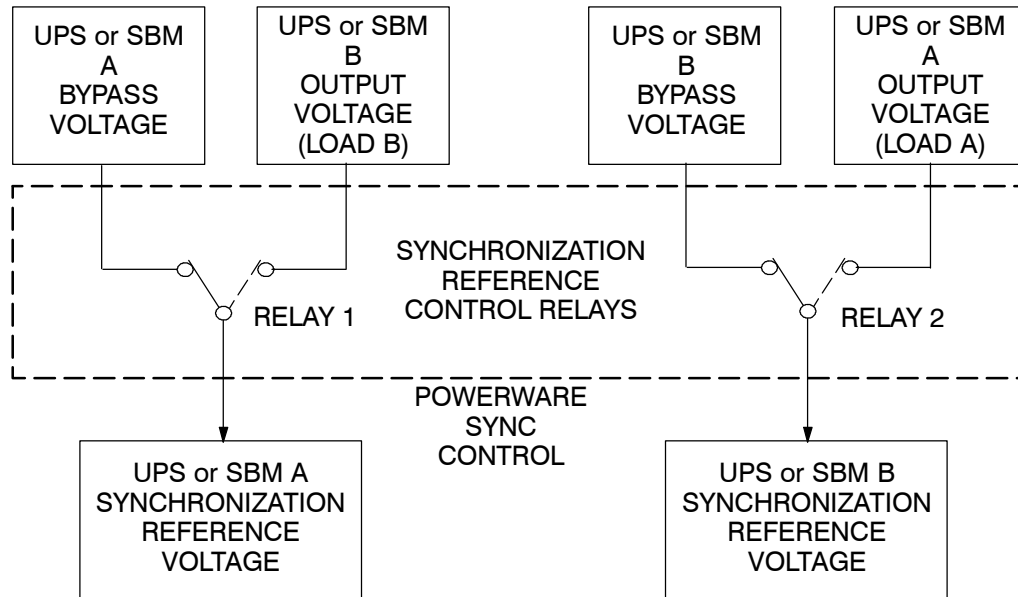 UPS or SBM
A
BYPASS
VOLTAGE
UPS or SBM
B
OUTPUT
VOLTAGE
(LOAD B)
UPS or SBM
B
BYPASS
VOLTAGE
UPS or SBM
A
OUTPUT
VOLTAGE
(LOAD A)
SYNCHRONIZATION
REFERENCE
CONTROL RELAYS
RELAY 1
RELAY 2
POWERWARE
SYNC
CONTROL
UPS or SBM A
SYNCHRONIZATION
REFERENCE
VOLTAGE
UPS or SBM B
SYNCHRONIZATION
REFERENCE
VOLTAGE